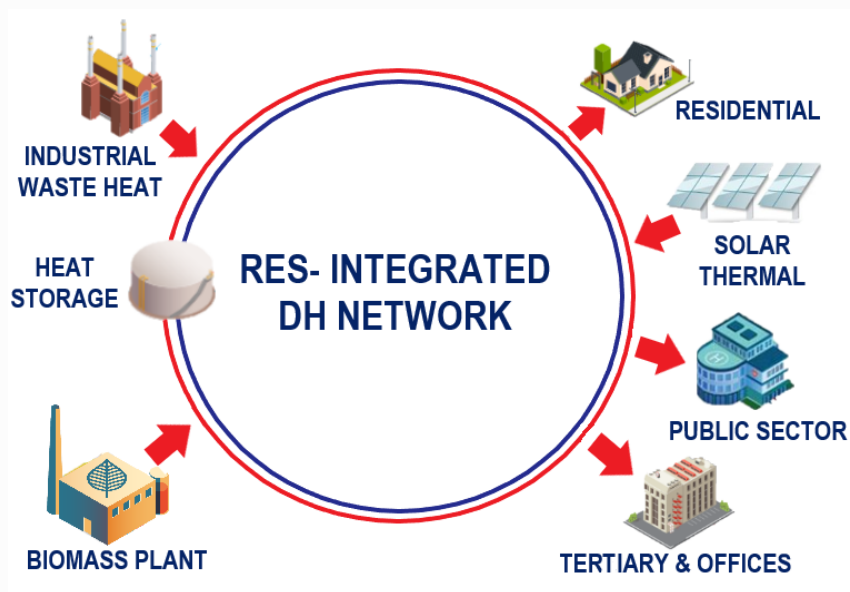 INDUSTRIAL
WASTE HEAT
RESIDENTIAL
HEAT
STORAGE
RES- INTEGRATED
DH NETWORK
SOLAR
THERMAL
PUBLIC SECTOR
BIOMASS PLANT
TERTIARY & OFFICES
H